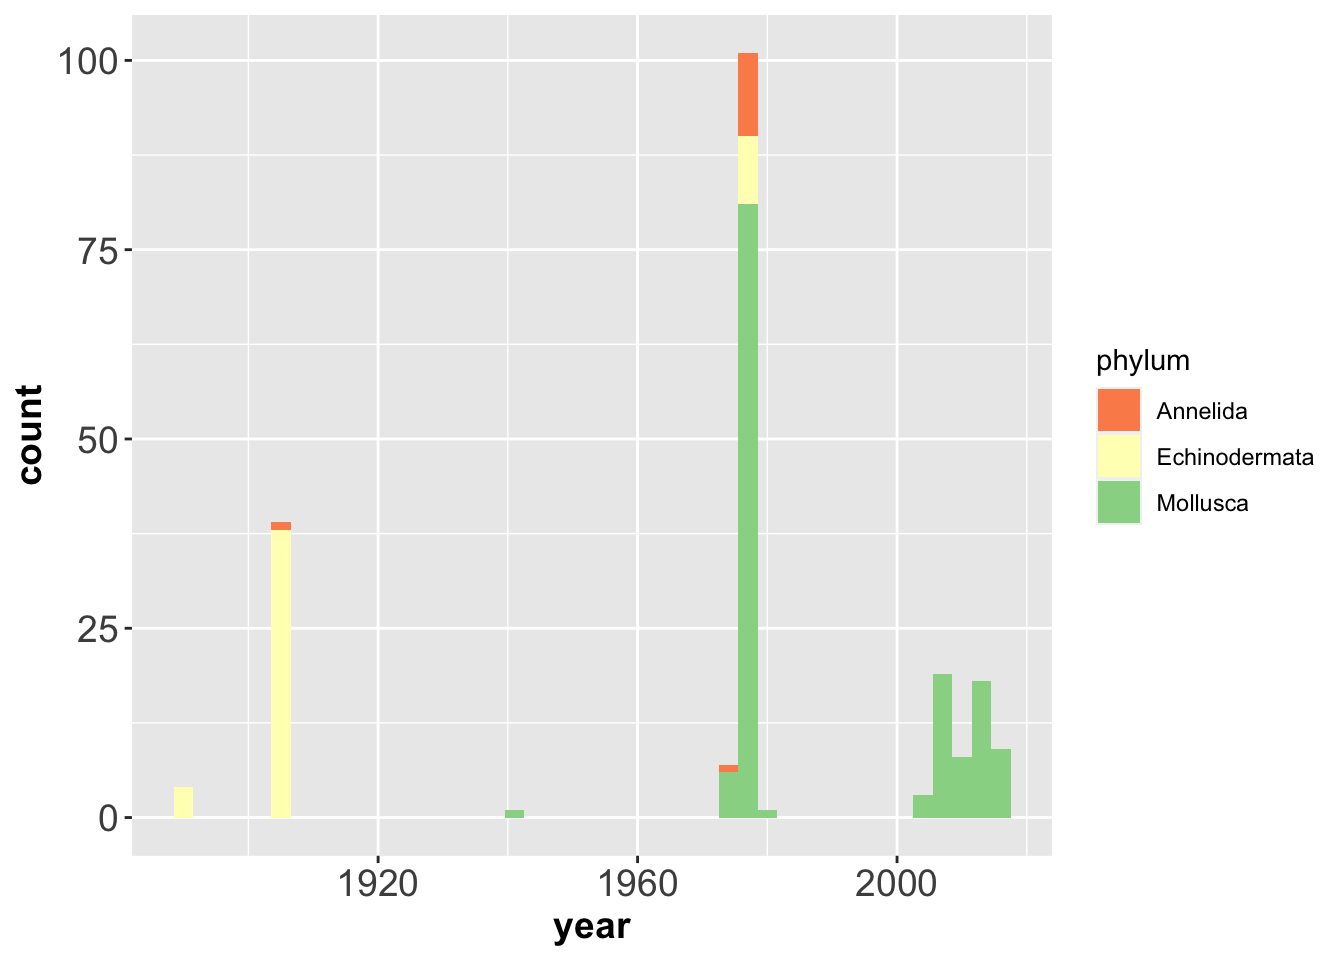 100
75
50
25
0
count
1920
1960
2000
year
phylum
Annelida
Echinodermata
Mollusca